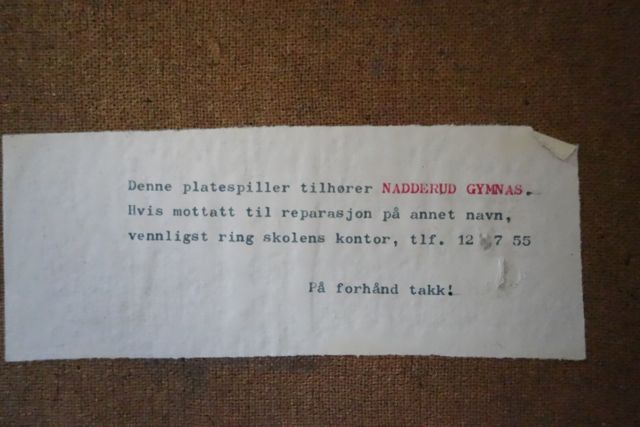 Denne platespiller tilhører NADDERUD GYMNAS.
Hvis mottatt til reparasjon på annet navn,
vennligst ring skolens kontor, tlf. 12 7 55
På forhånd takk!